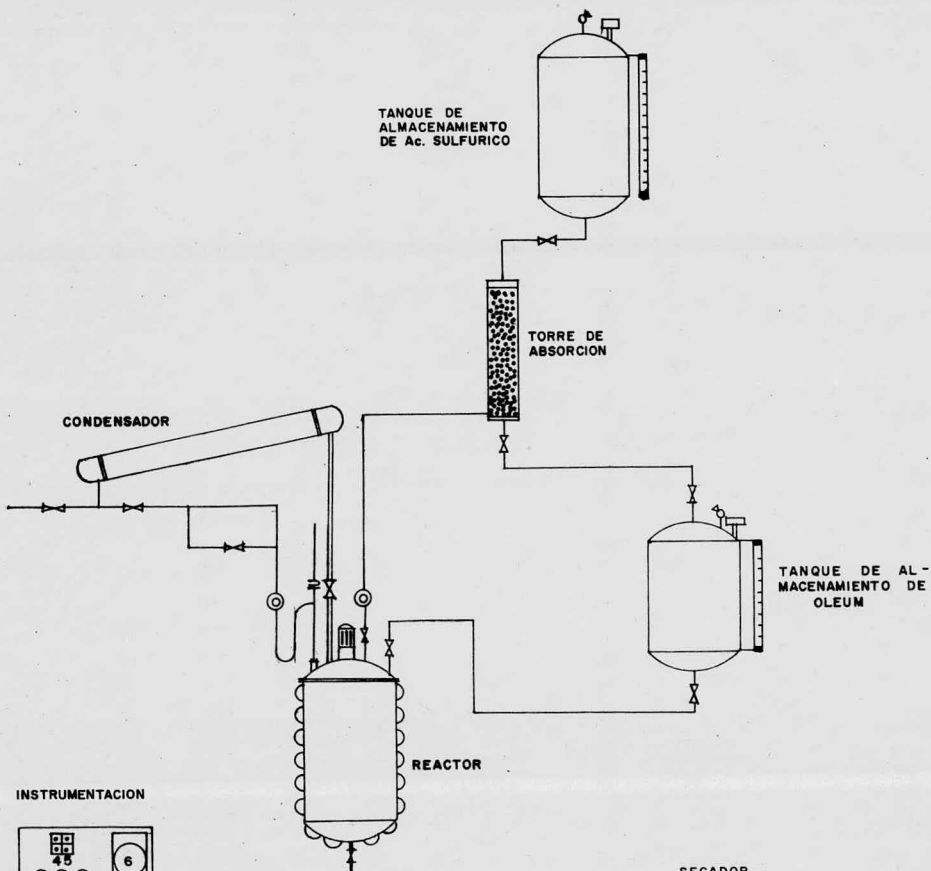 TANQUE DE
ALMACENAMIENTO
DE Ac. SULFURICO
TORRE DE
ABSORCION
CONDENSADOR
TANQUE DE AL-
MACENAMIENTO DE
OLEUM
REACTOR
INSTRUMENTACION
45
6
SECADOR